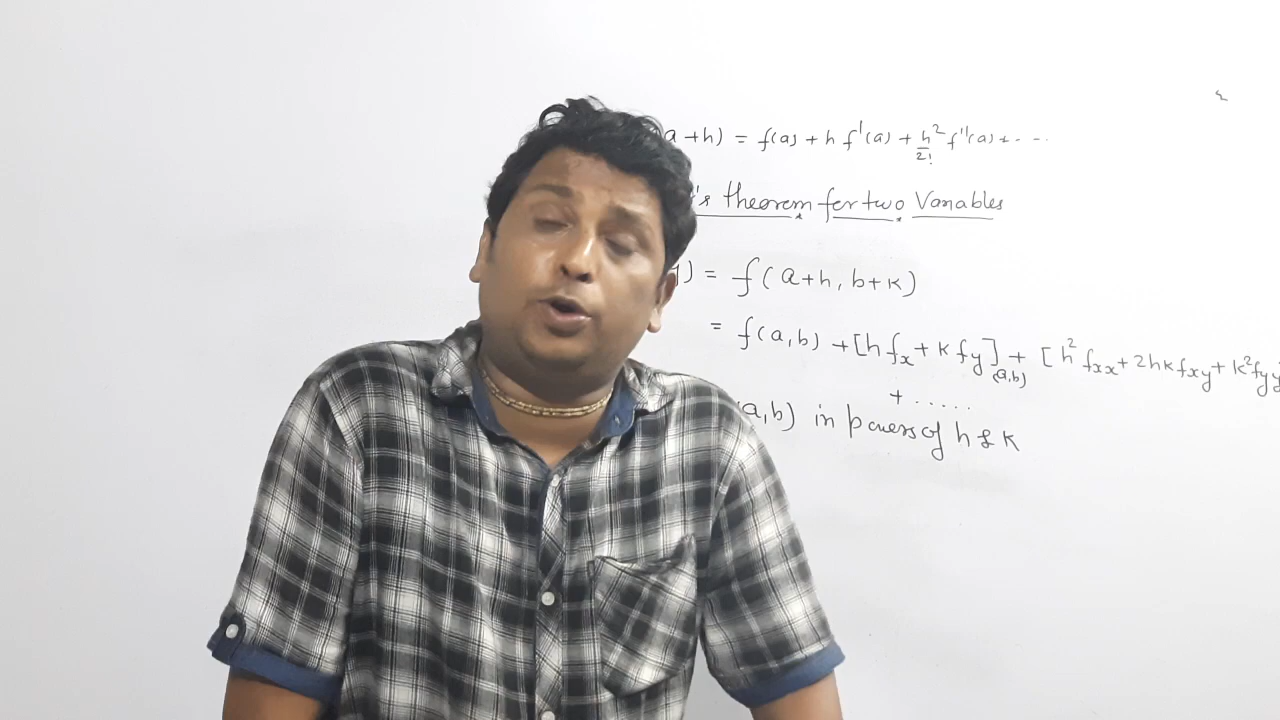 a+h) = f(a) + h f'(a) + h²/2! f''(a) + - - -
's theorem for two Variables
) = f(a+h, b+k)
= f(a,b) + [h fx + k fy](a,b) + [h² fxx + 2hk fxy + k² fyy
+ .....
(a,b) in powers of h & k